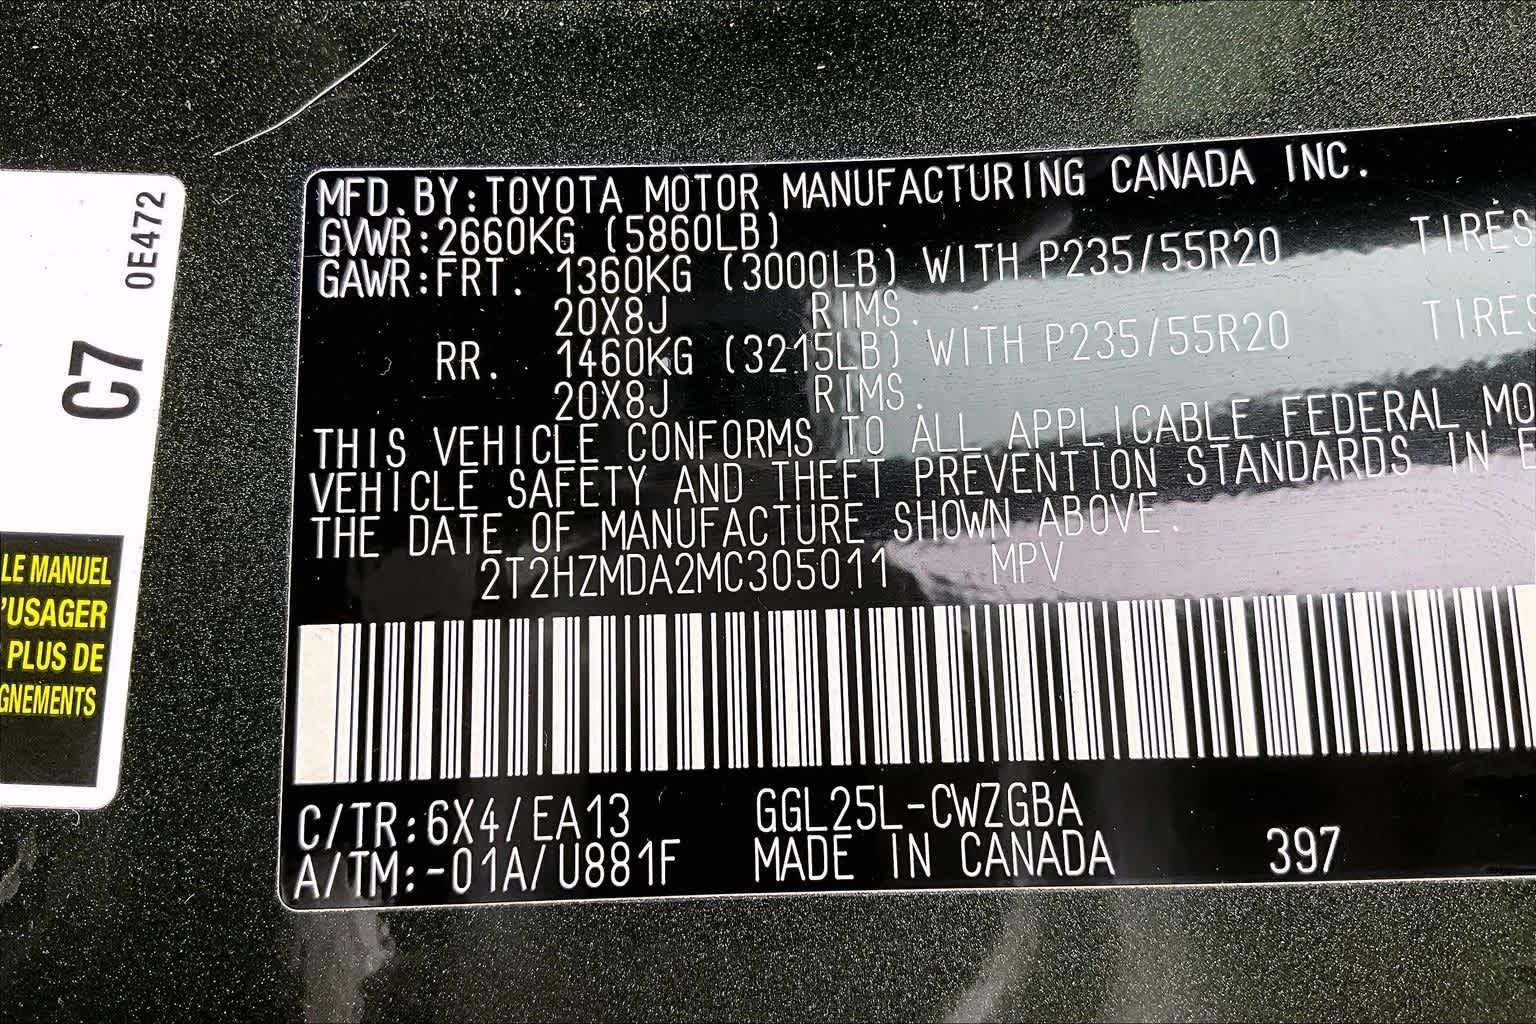 0E472
C7
LE MANUEL
'USAGER
PLUS DE
GNEMENTS
MFD.BY:TOYOTA MOTOR MANUFACTURING CANADA INC.
GVWR:2660KG (5860LB)
GAWR:FRT. 1360KG (3000LB) WITH P235/55R20 TIRES
20X8J RIMS.
RR. 1460KG (3215LB) WITH P235/55R20 TIRES
20X8J RIMS.
THIS VEHICLE CONFORMS TO ALL APPLICABLE FEDERAL MO
VEHICLE SAFETY AND THEFT PREVENTION STANDARDS IN E
THE DATE OF MANUFACTURE SHOWN ABOVE.
2T2HZMDA2MC305011 MPV
C/TR:6X4/EA13 GGL25L-CWZGBA
A/TM:-01A/U881F MADE IN CANADA 397